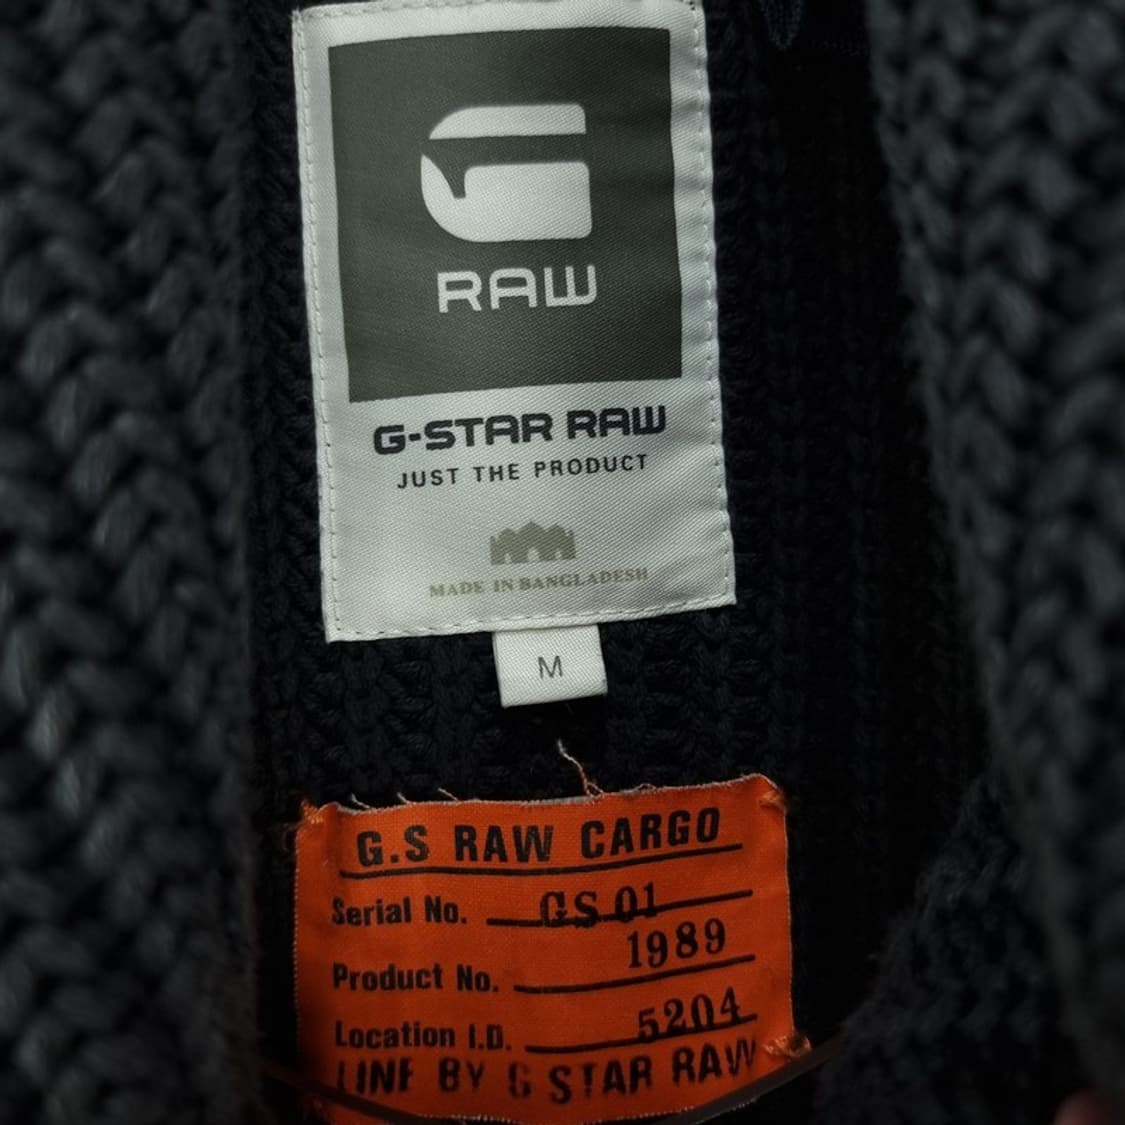 RAW
G-STAR RAW
JUST THE PRODUCT
MADE IN BANGLADESH
M
G.S RAW CARGO
Serial No. GS 01
Product No. 1989
Location I.D. 5204
LINE BY G STAR RAW